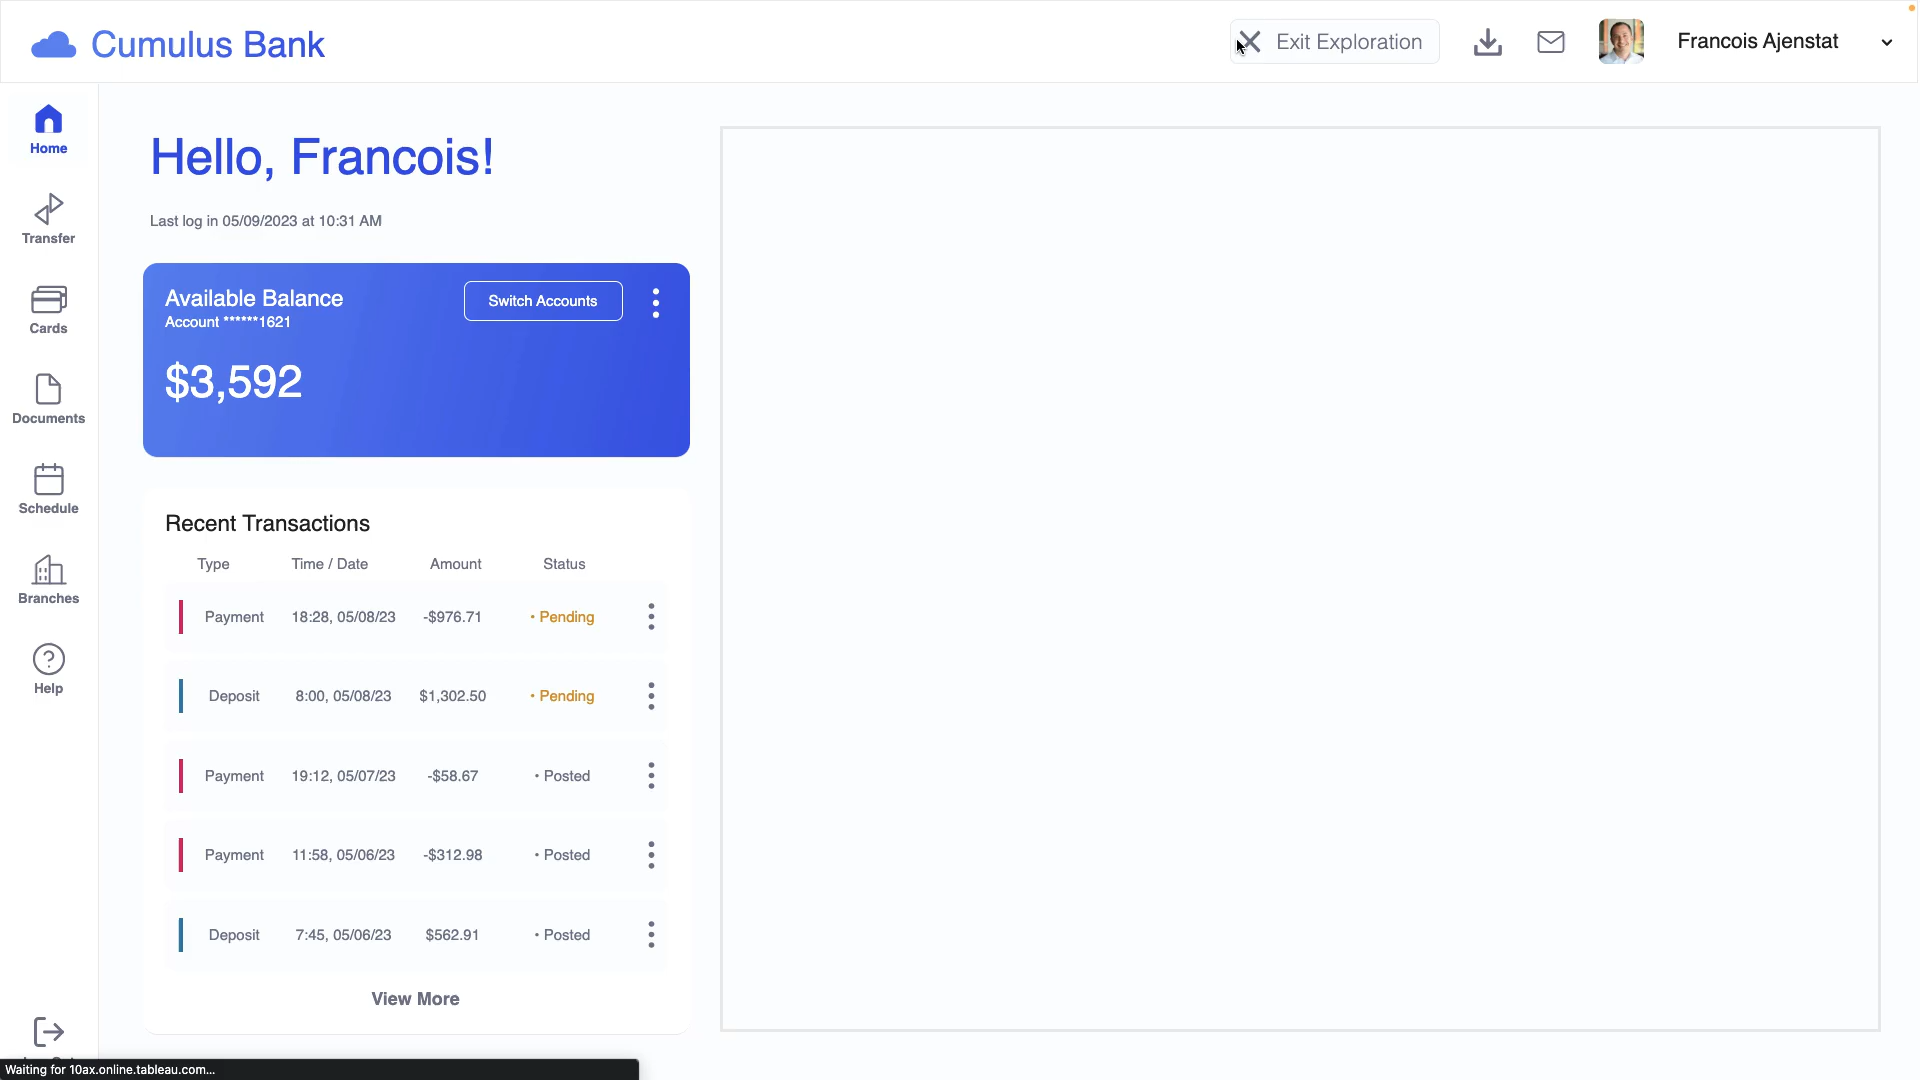 Cumulus Bank
Exit Exploration
Francois Ajenstat
Home
Transfer
Cards
Documents
Schedule
Branches
Help
Hello, Francois!
Last log in 05/09/2023 at 10:31 AM
Available Balance
Account ******1621
Switch Accounts
$3,592
Recent Transactions
Type Time / Date Amount Status
Payment 18:28, 05/08/23 -$976.71 • Pending
Deposit 8:00, 05/08/23 $1,302.50 • Pending
Payment 19:12, 05/07/23 -$58.67 • Posted
Payment 11:58, 05/06/23 -$312.98 • Posted
Deposit 7:45, 05/06/23 $562.91 • Posted
View More
Waiting for 10ax.online.tableau.com...